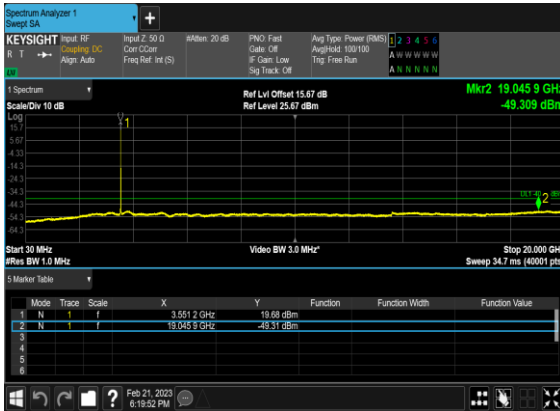 Spectrum Analyzer 1
Swept SA
+
KEYSIGHT Input: RF Input Z: 50 Ω #Atten: 20 dB PNO: Fast Avg Type: Power (RMS) 1 2 3 4 5 6
R T Coupling: DC Corr CCorr Gate: Off Avg|Hold: 100/100 A W W W W W
Align: Auto Freq Ref: Int (S) IF Gain: Low Trig: Free Run
Sig Track: Off A N N N N N
1 Spectrum
Scale/Div 10 dB
Ref Lvl Offset 15.67 dB
Ref Level 25.67 dBm
Mkr2 19.045 9 GHz
-49.309 dBm
Log
15.7
5.67
-4.33
-14.3
-24.3
-34.3
-44.3
-54.3
-64.3
1
2
Start 30 MHz Video BW 3.0 MHz* Stop 20.000 GH
#Res BW 1.0 MHz Sweep 34.7 ms (40001 pts
5 Marker Table
Mode Trace Scale X Y Function Function Width Function Value
1 N 1 f 3.551 2 GHz 19.68 dBm
2 N 1 f 19.045 9 GHz -49.31 dBm
3
4
5
6
?
Feb 21, 2023
6:19:52 PM